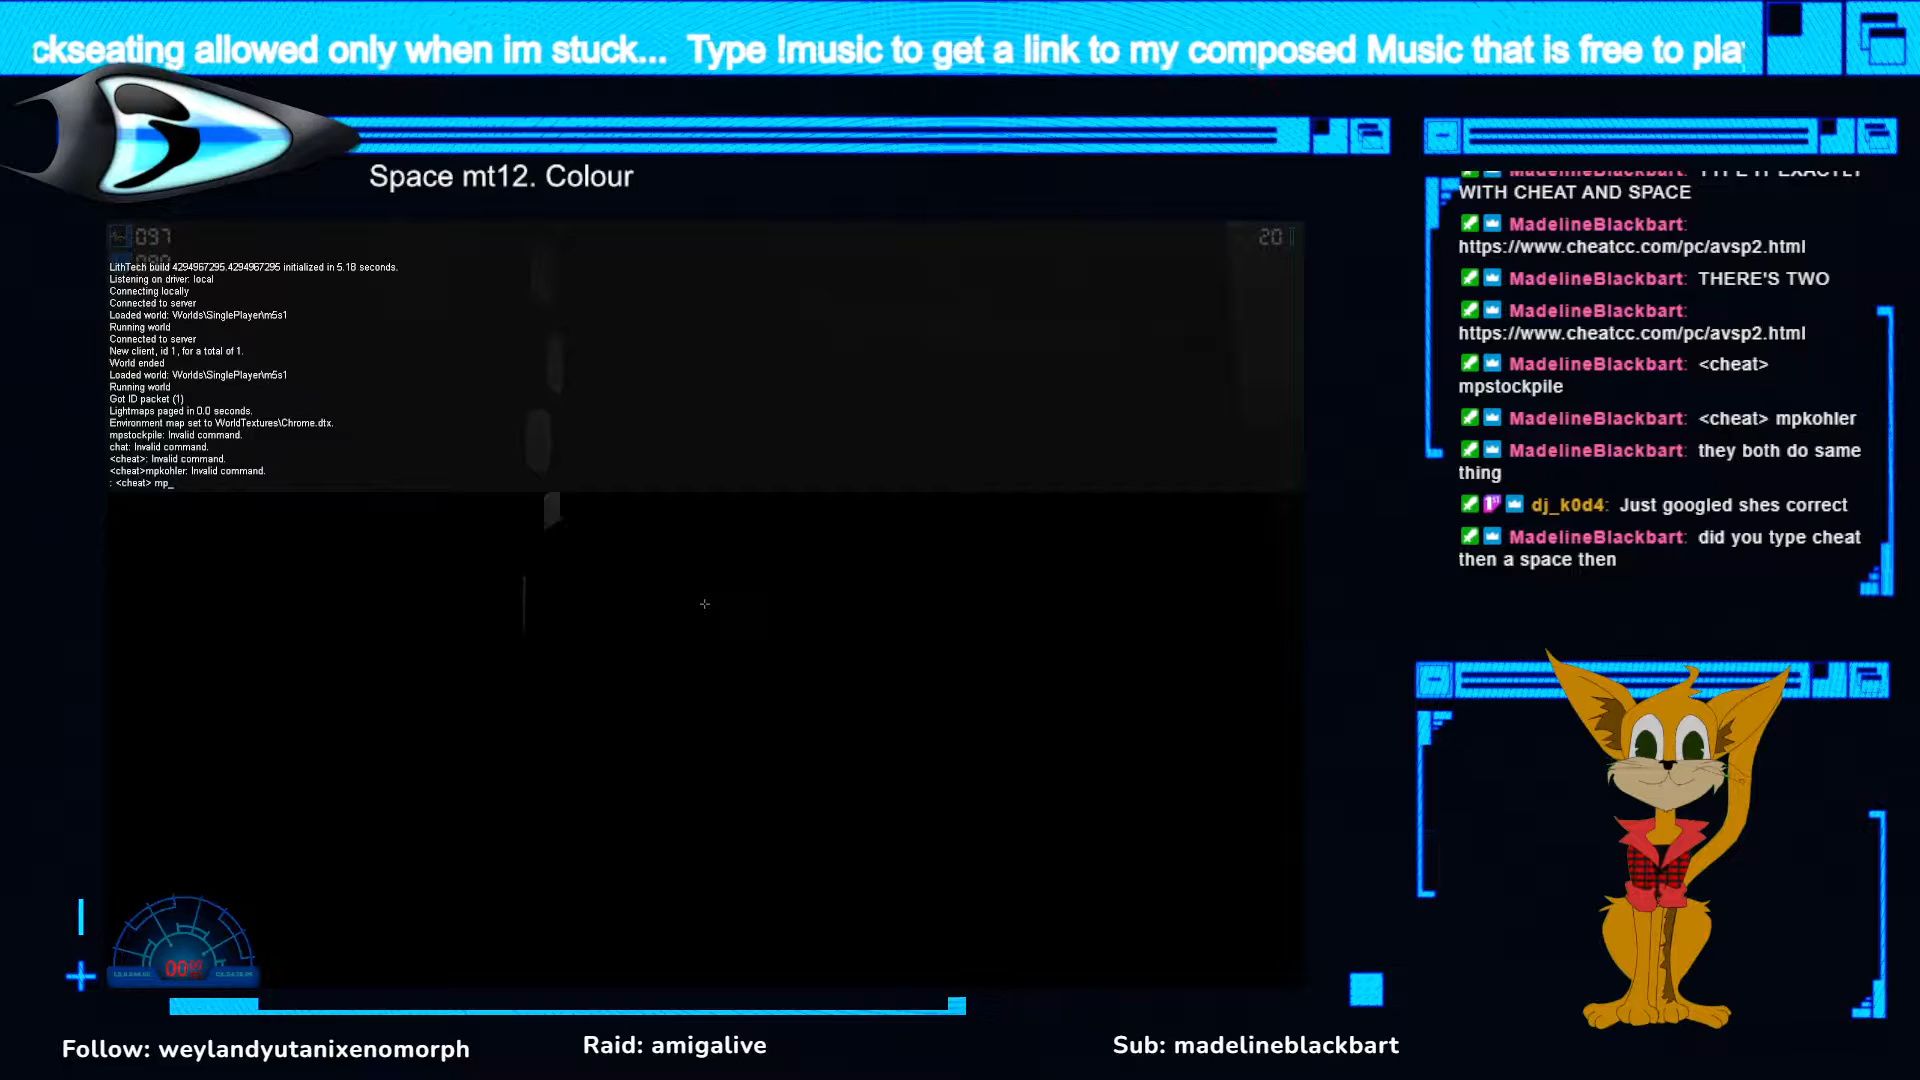 ckseating allowed only when im stuck... Type !music to get a link to my composed Music that is free to pla
Space mt12. Colour
097
20
LithTech build 4294967295.4294967295 initialized in 5.18 seconds.
Listening on driver: local
Connecting locally
Connected to server
Loaded world: Worlds\SinglePlayer\m5s1
Running world
Connected to server
New client, id 1, for a total of 1.
World ended
Loaded world: Worlds\SinglePlayer\m5s1
Running world
Got ID packet (1)
Lightmaps paged in 0.0 seconds.
Environment map set to WorldTextures\Chrome.dtx.
mpstockpile: Invalid command.
chat: Invalid command.
<cheat>: Invalid command.
<cheat>mpkohler: Invalid command.
: <cheat> mp_
MadelineBlackbart: TYPE IT EXACTLY
WITH CHEAT AND SPACE
MadelineBlackbart:
https://www.cheatcc.com/pc/avsp2.html
MadelineBlackbart: THERE'S TWO
MadelineBlackbart:
https://www.cheatcc.com/pc/avsp2.html
MadelineBlackbart: <cheat>
mpstockpile
MadelineBlackbart: <cheat> mpkohler
MadelineBlackbart: they both do same
thing
dj_k0d4: Just googled shes correct
MadelineBlackbart: did you type cheat
then a space then
Follow: weylandyutanixenomorph
Raid: amigalive
Sub: madelineblackbart